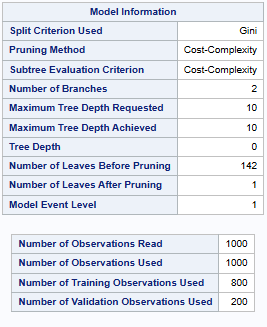 Model Information
Split Criterion Used Gini
Pruning Method Cost-Complexity
Subtree Evaluation Criterion Cost-Complexity
Number of Branches 2
Maximum Tree Depth Requested 10
Maximum Tree Depth Achieved 10
Tree Depth 0
Number of Leaves Before Pruning 142
Number of Leaves After Pruning 1
Model Event Level 1
Number of Observations Read 1000
Number of Observations Used 1000
Number of Training Observations Used 800
Number of Validation Observations Used 200